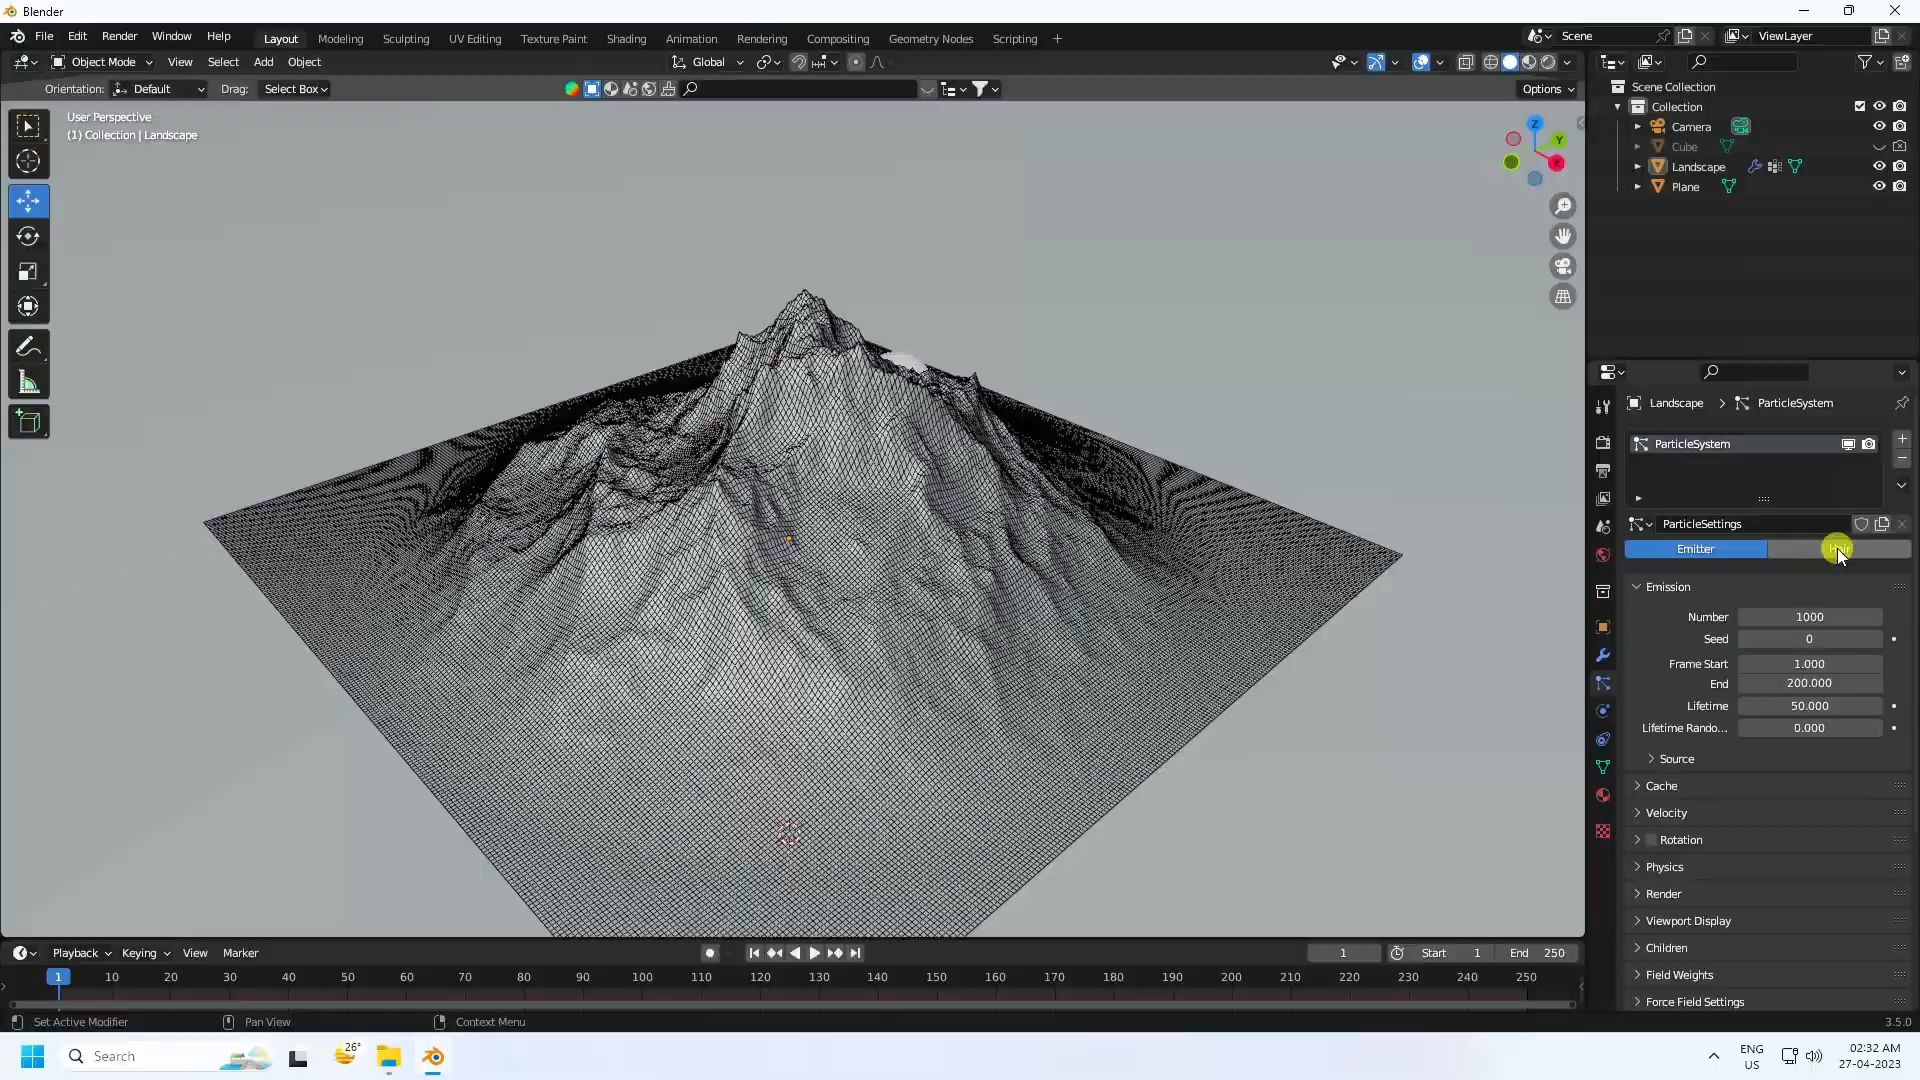 Blender
File Edit Render Window Help
Layout Modeling Sculpting UV Editing Texture Paint Shading Animation Rendering Compositing Geometry Nodes Scripting
Scene ViewLayer
Object Mode View Select Add Object Global
Orientation: Default Drag: Select Box Options
User Perspective
(1) Collection | Landscape
Z
Y
X
Scene Collection
Collection
Camera
Cube
Landscape
Plane
Landscape ParticleSystem
ParticleSystem
ParticleSettings
Emitter Hair
Emission
Number 1000
Seed 0
Frame Start 1.000
End 200.000
Lifetime 50.000
Lifetime Rando... 0.000
Source
Cache
Velocity
Rotation
Physics
Render
Viewport Display
Children
Field Weights
Force Field Settings
Playback Keying View Marker 1 Start 1 End 250
1 10 20 30 40 50 60 70 80 90 100 110 120 130 140 150 160 170 180 190 200 210 220 230 240 250
Set Active Modifier Pan View Context Menu 3.5.0
Search 26° ENG US 02:32 AM 27-04-2023